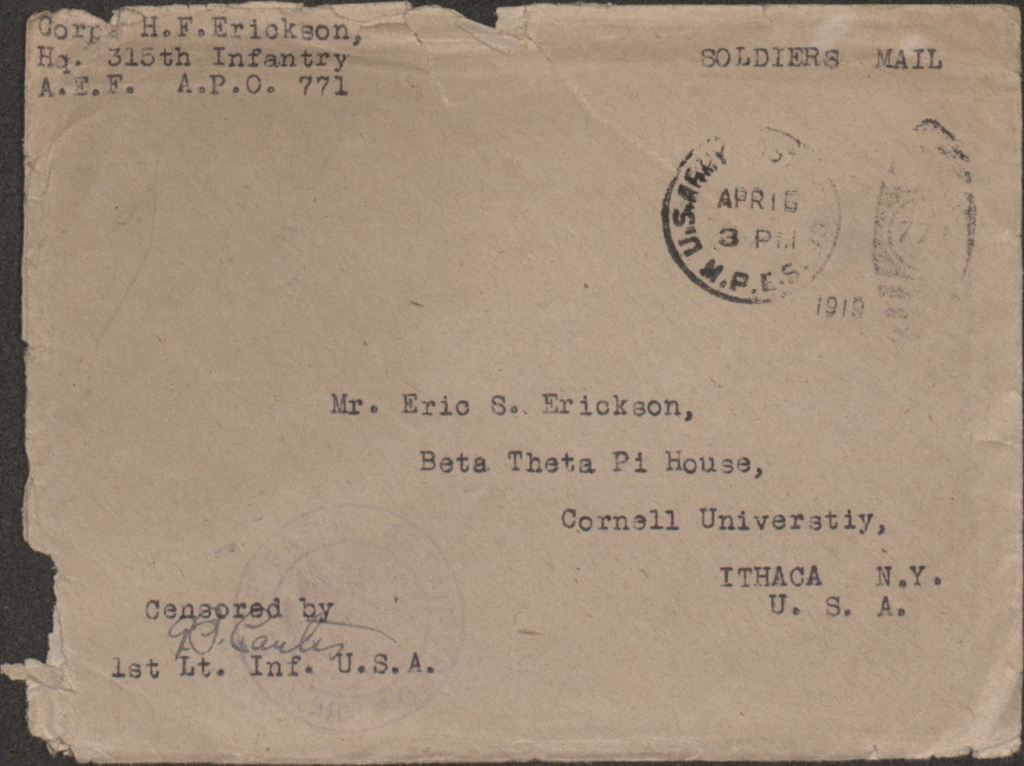 Corp. H.F.Erickson,
Hq. 315th Infantry
A.E.F. A.P.O. 771
SOLDIERS MAIL
U.S.ARMY
APR 15
3 PM
M.P.E.S.
1919
Mr. Eric S. Erickson,
Beta Theta Pi House,
Cornell Universtiy,
ITHACA N.Y.
U. S. A.
Censored by
1st Lt. Inf. U.S.A.